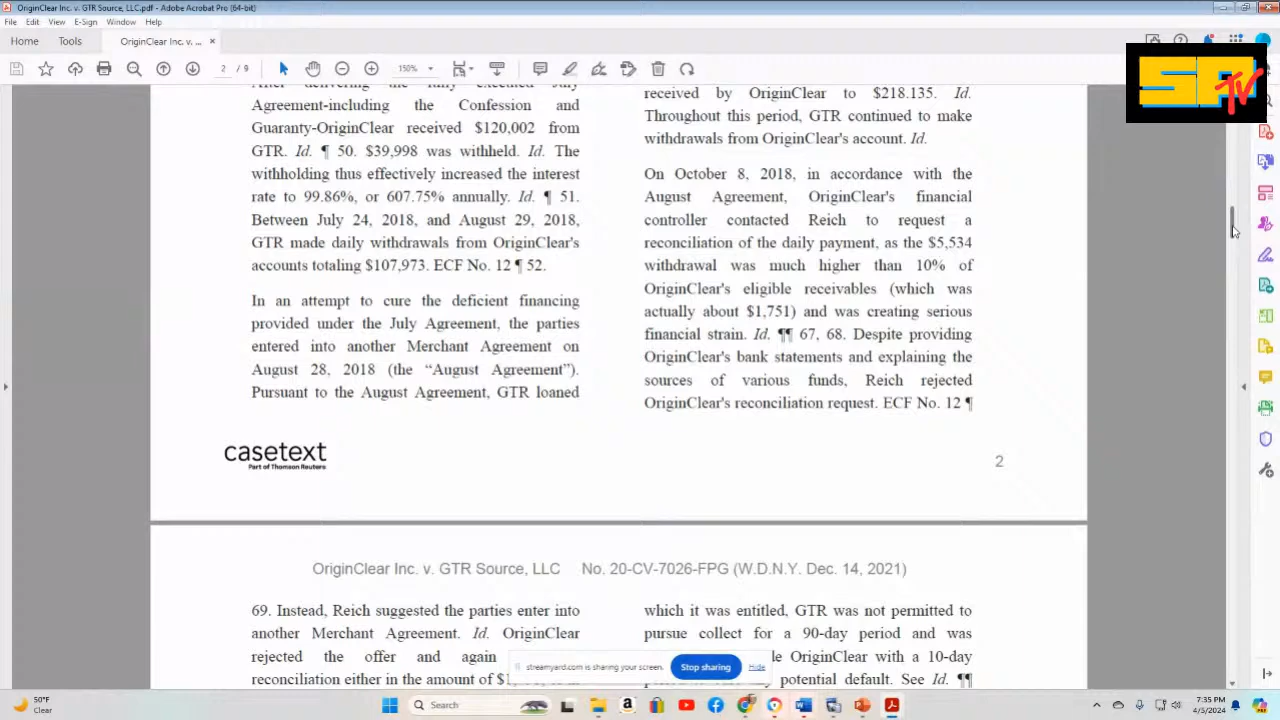 OriginClear Inc. v. GTR Source, LLC.pdf - Adobe Acrobat Pro (64-bit)
File Edit View E-Sign Window Help
Home Tools OriginClear Inc. v. ... ×
2 / 9 150%
SP TV
After delivering the fully executed July
Agreement-including the Confession and
Guaranty-OriginClear received $120,002 from
GTR. Id. ¶ 50. $39,998 was withheld. Id. The
withholding thus effectively increased the interest
rate to 99.86%, or 607.75% annually. Id. ¶ 51.
Between July 24, 2018, and August 29, 2018,
GTR made daily withdrawals from OriginClear's
accounts totaling $107,973. ECF No. 12 ¶ 52.
In an attempt to cure the deficient financing
provided under the July Agreement, the parties
entered into another Merchant Agreement on
August 28, 2018 (the “August Agreement”).
Pursuant to the August Agreement, GTR loaned
received by OriginClear to $218.135. Id.
Throughout this period, GTR continued to make
withdrawals from OriginClear's account. Id.
On October 8, 2018, in accordance with the
August Agreement, OriginClear's financial
controller contacted Reich to request a
reconciliation of the daily payment, as the $5,534
withdrawal was much higher than 10% of
OriginClear's eligible receivables (which was
actually about $1,751) and was creating serious
financial strain. Id. ¶¶ 67, 68. Despite providing
OriginClear's bank statements and explaining the
sources of various funds, Reich rejected
OriginClear's reconciliation request. ECF No. 12 ¶
casetext
Part of Thomson Reuters
2
OriginClear Inc. v. GTR Source, LLC No. 20-CV-7026-FPG (W.D.N.Y. Dec. 14, 2021)
69. Instead, Reich suggested the parties enter into
another Merchant Agreement. Id. OriginClear
rejected the offer and again
reconciliation either in the amount of
which it was entitled, GTR was not permitted to
pursue collect for a 90-day period and was
OriginClear with a 10-day
potential default. See Id. ¶¶
streamyard.com is sharing your screen. Stop sharing Hide
50°F
Clear
Search
7:35 PM
4/3/2024